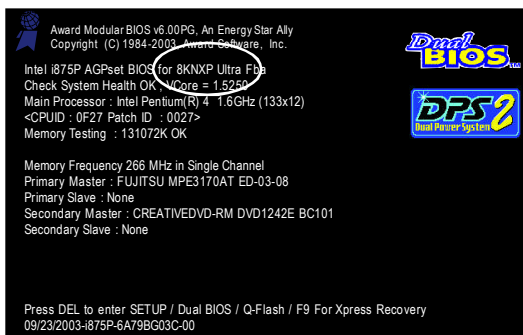 Award Modular BIOS v6.00PG, An Energy Star Ally
Copyright (C) 1984-2003, Award Software, Inc.
Dual BIOS TM
Intel i875P AGPset BIOS for 8KNXP Ultra Fba
Check System Health OK , VCore = 1.5250
Main Processor : Intel Pentium(R) 4 1.6GHz (133x12)
<CPUID : 0F27 Patch ID : 0027>
Memory Testing : 131072K OK
DPS 2
Dual Power System
Memory Frequency 266 MHz in Single Channel
Primary Master : FUJITSU MPE3170AT ED-03-08
Primary Slave : None
Secondary Master : CREATIVEDVD-RM DVD1242E BC101
Secondary Slave : None
Press DEL to enter SETUP / Dual BIOS / Q-Flash / F9 For Xpress Recovery
09/23/2003-i875P-6A79BG03C-00